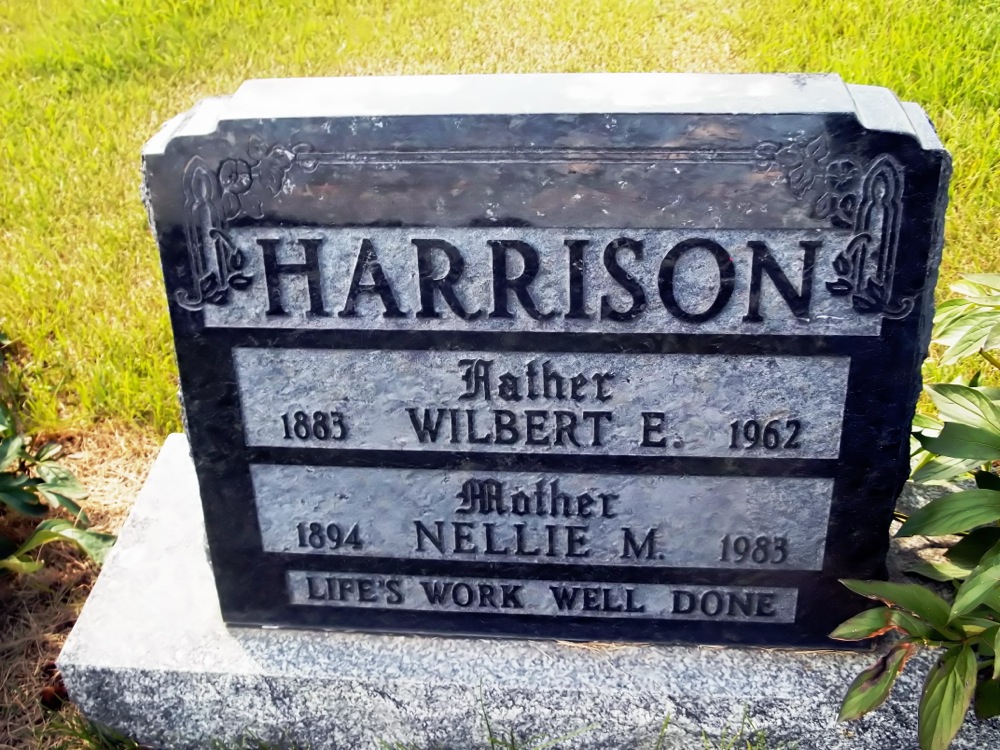 HARRISON
Father
1883 WILBERT E. 1962
Mother
1894 NELLIE M. 1983
LIFE'S WORK WELL DONE